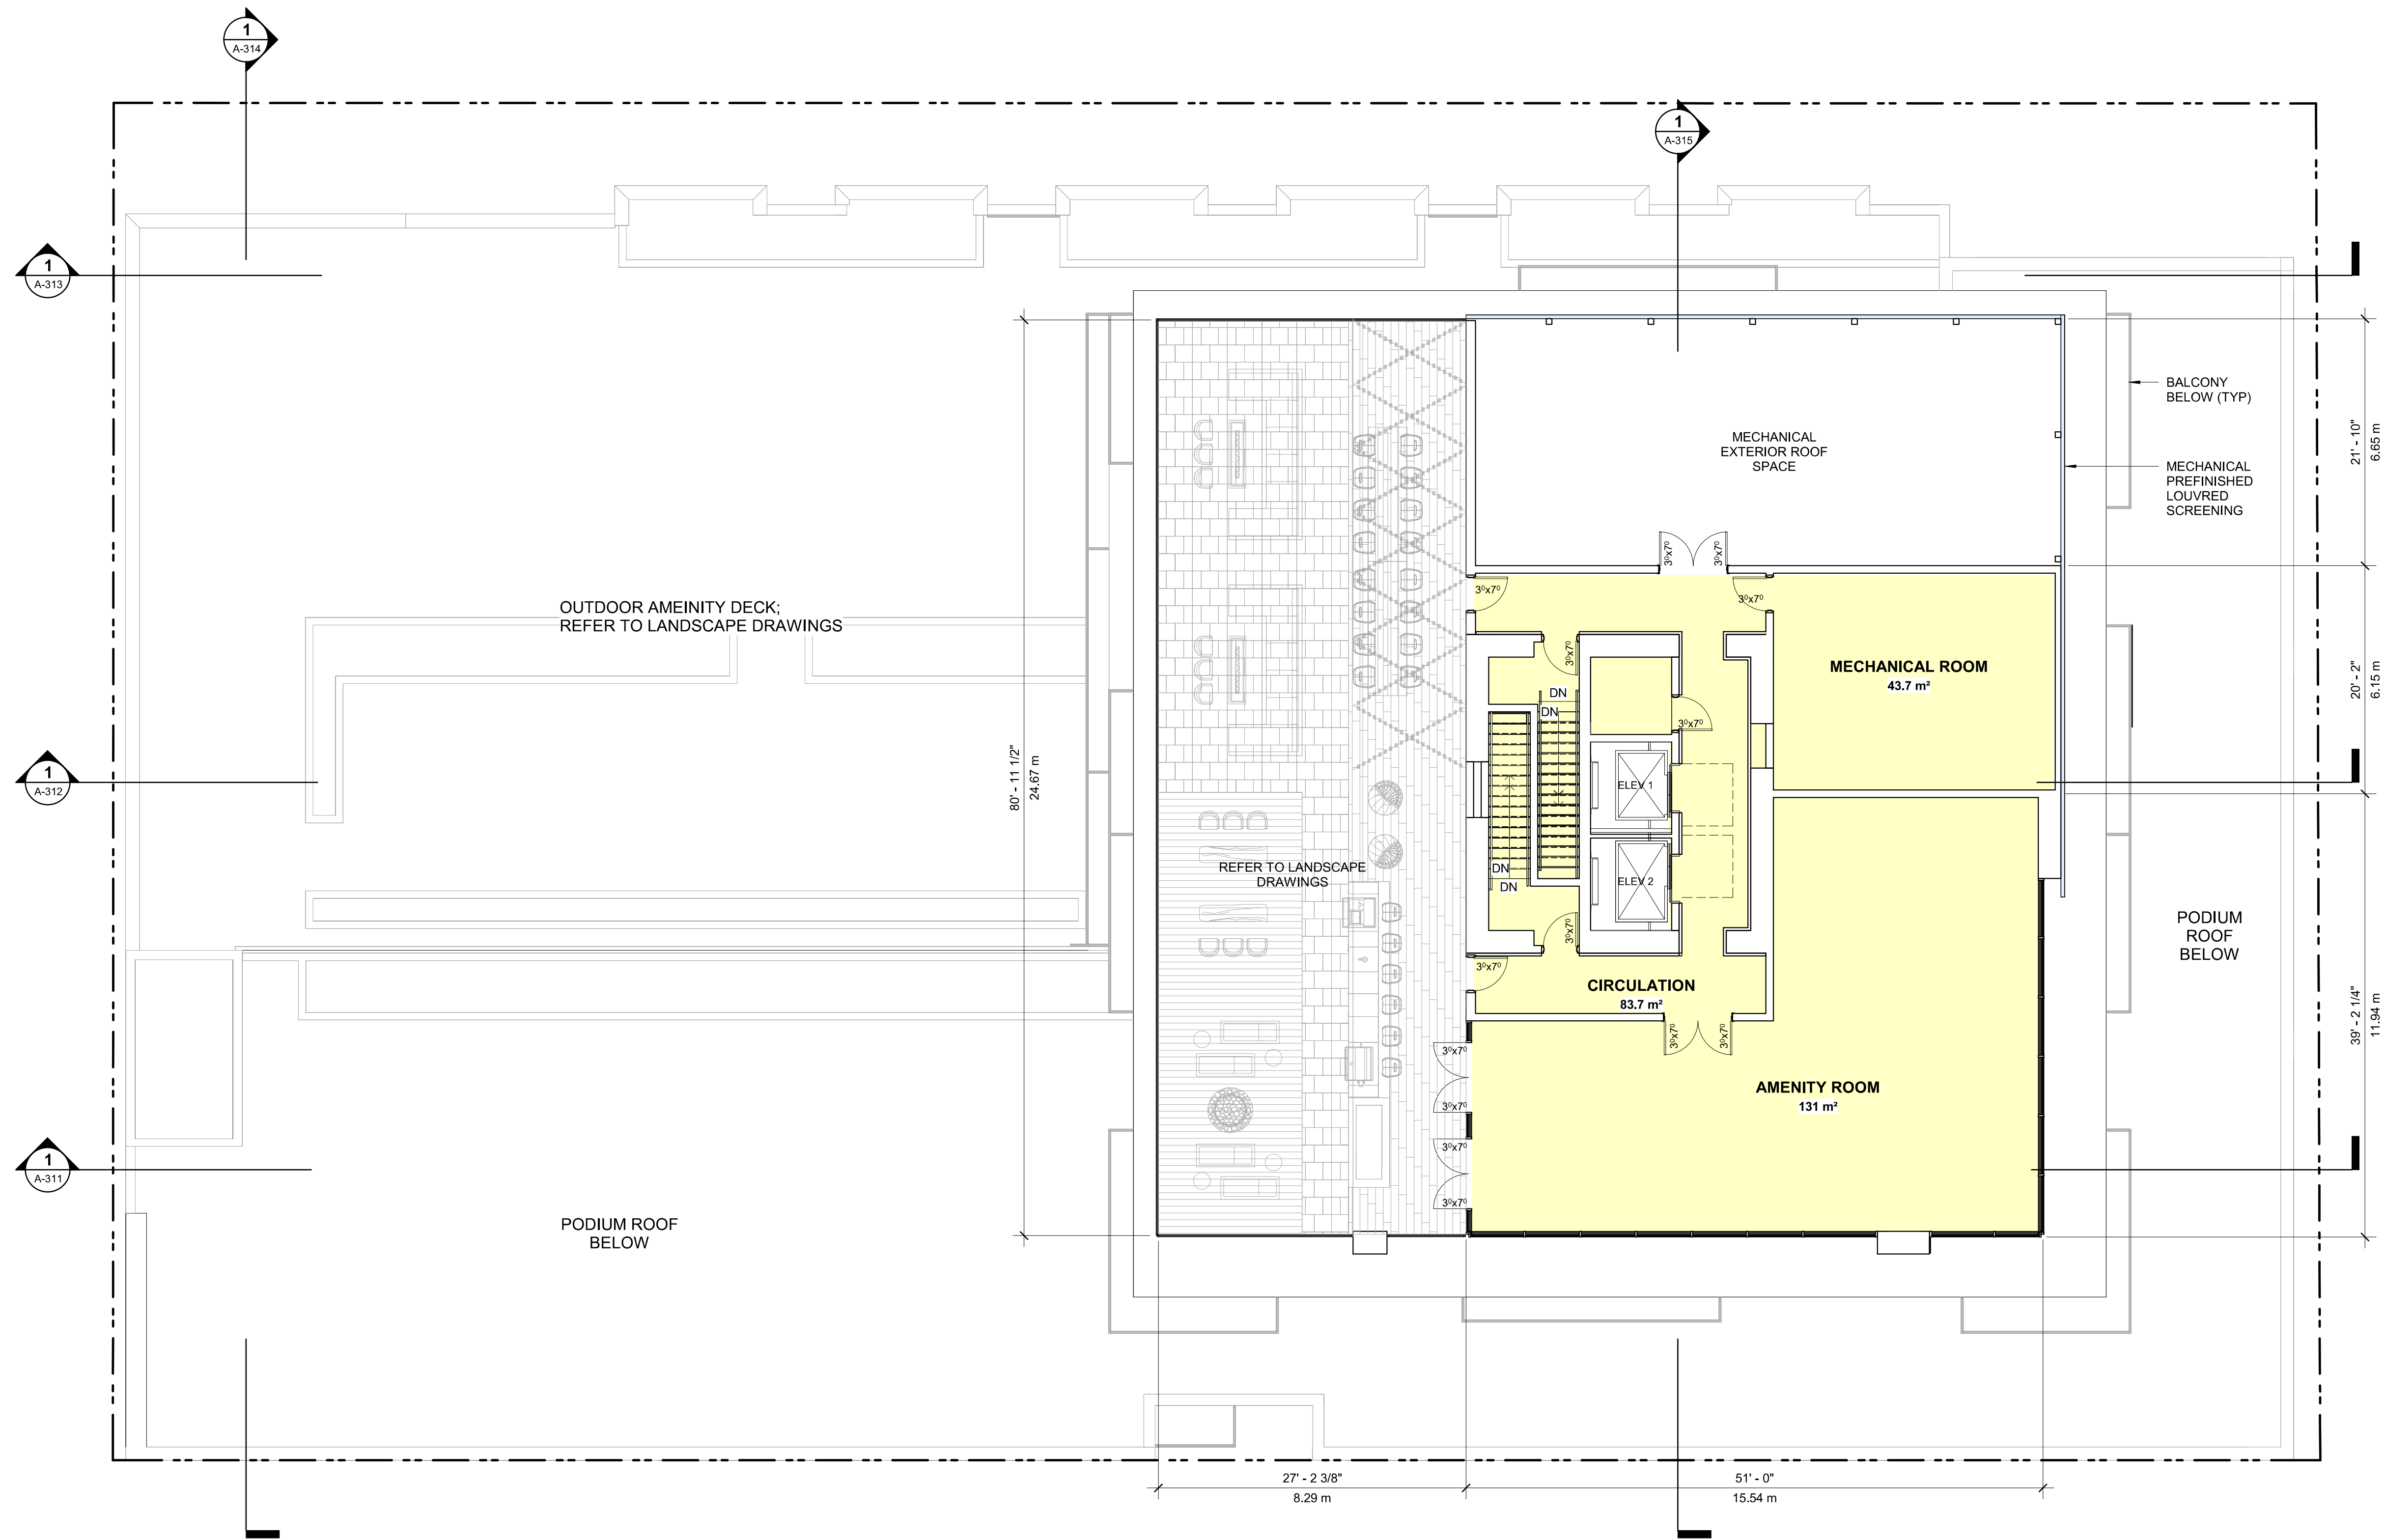 1
A-314
1
A-315
1
A-313
BALCONY
BELOW (TYP)
21' - 10"
6.65 m
MECHANICAL
EXTERIOR ROOF
SPACE
MECHANICAL
PREFINISHED
LOUVRED
SCREENING
3⁰x7⁰
3⁰x7⁰
3⁰x7⁰
3⁰x7⁰
OUTDOOR AMEINITY DECK;
REFER TO LANDSCAPE DRAWINGS
3⁰x7⁰
MECHANICAL ROOM
43.7 m²
20' - 2"
6.15 m
DN
DN
3⁰x7⁰
1
A-312
80' - 11 1/2"
24.67 m
ELEV 1
REFER TO LANDSCAPE
DRAWINGS
DN
DN
ELEV 2
3⁰x7⁰
PODIUM
ROOF
BELOW
3⁰x7⁰
CIRCULATION
83.7 m²
3⁰x7⁰
3⁰x7⁰
39' - 2 1/4"
11.94 m
3⁰x7⁰
3⁰x7⁰
AMENITY ROOM
131 m²
3⁰x7⁰
3⁰x7⁰
1
A-311
PODIUM ROOF
BELOW
27' - 2 3/8"
8.29 m
51' - 0"
15.54 m